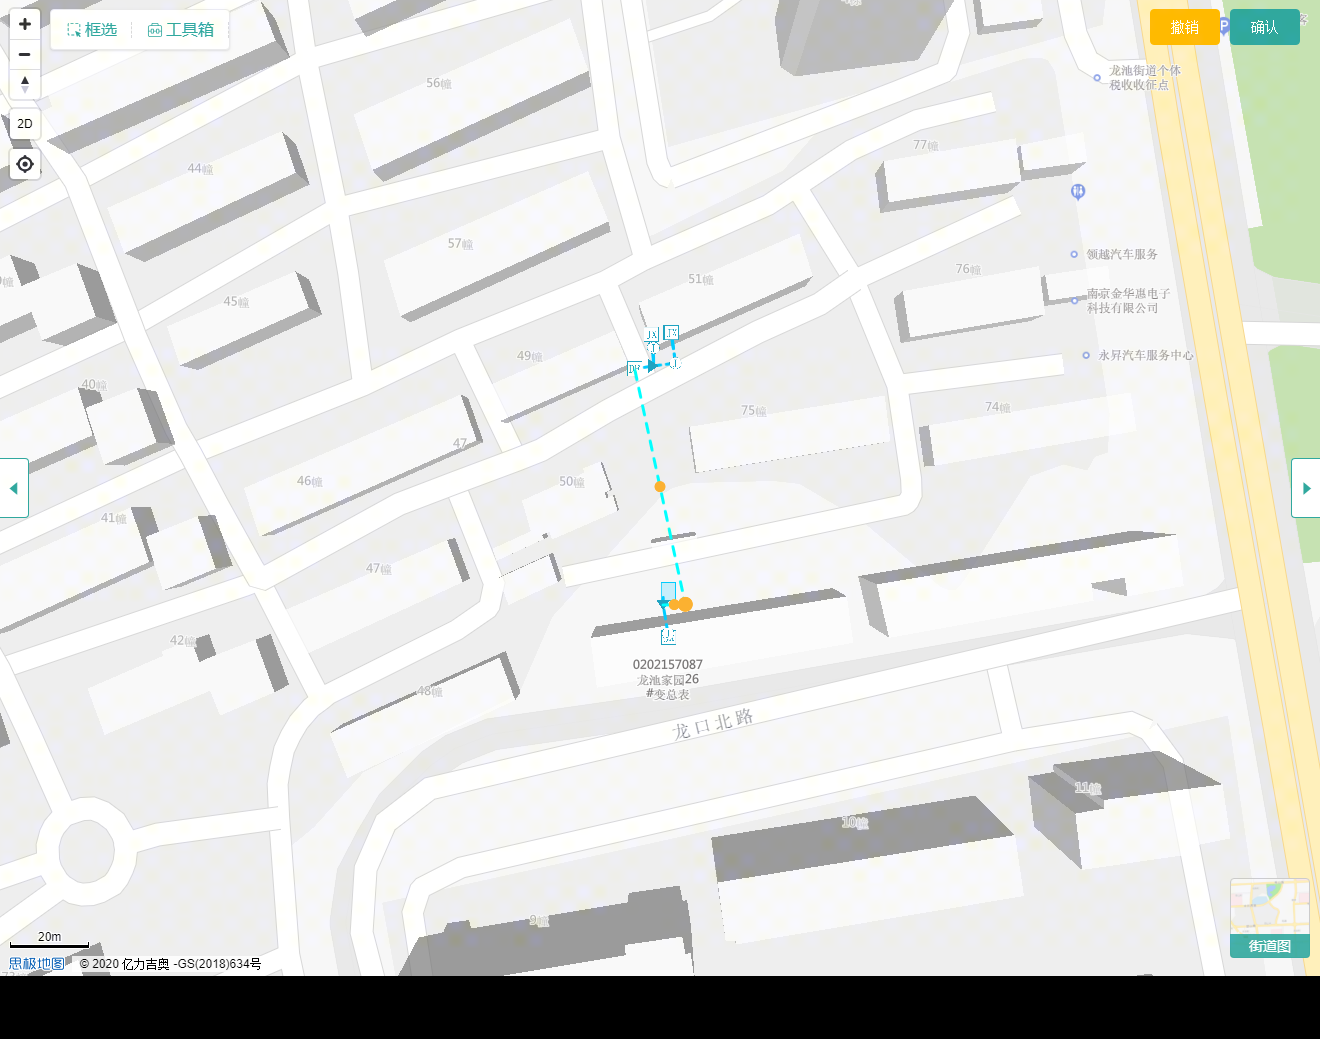 框选
工具箱
撤销
确认
2D
龙池街道个体
税收收征点
56幢
44幢
77幢
57幢
领越汽车服务
51幢
76幢
南京金华惠电子
科技有限公司
45幢
49幢
永昇汽车服务中心
40幢
75幢
74幢
47
46幢
50幢
41幢
47幢
42幢
0202157087
龙池家园26
#变总表
48幢
龙口北路
11幢
10幢
9幢
20m
思极地图
© 2020 亿力吉奥 -GS(2018)634号
街道图